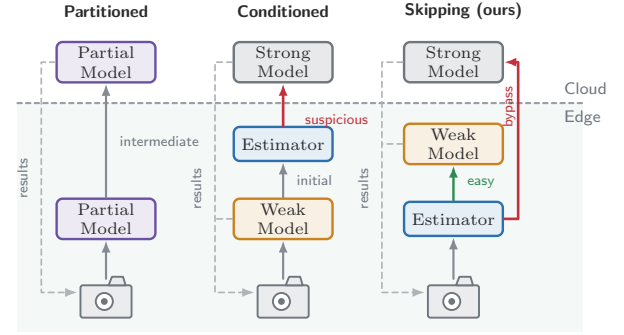 Partitioned
Conditioned
Skipping (ours)
Partial
Model
Strong
Model
Strong
Model
Cloud
Edge
bypass
suspicious
Estimator
Weak
Model
intermediate
results
results
results
initial
easy
Partial
Model
Weak
Model
Estimator